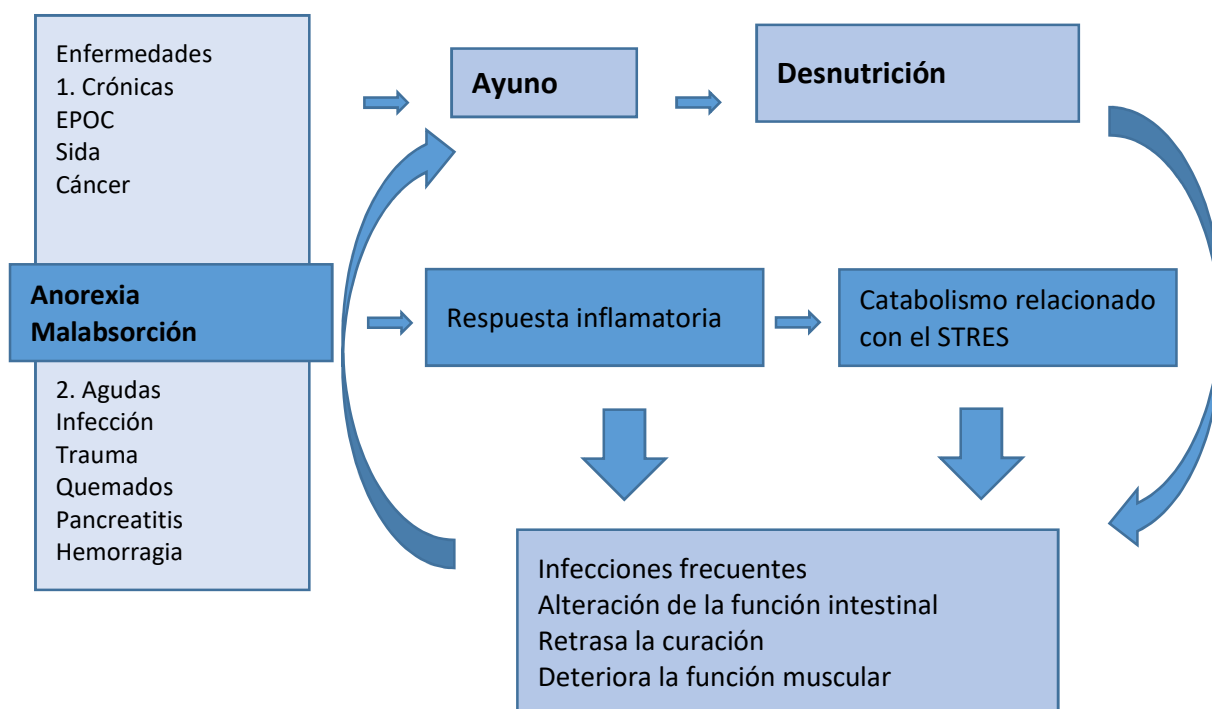 Enfermedades
1. Crónicas
EPOC
Sida
Cáncer
Anorexia
Malabsorción
2. Agudas
Infección
Trauma
Quemados
Pancreatitis
Hemorragia
Ayuno
Desnutrición
Respuesta inflamatoria
Catabolismo relacionado
con el STRES
Infecciones frecuentes
Alteración de la función intestinal
Retrasa la curación
Deteriora la función muscular